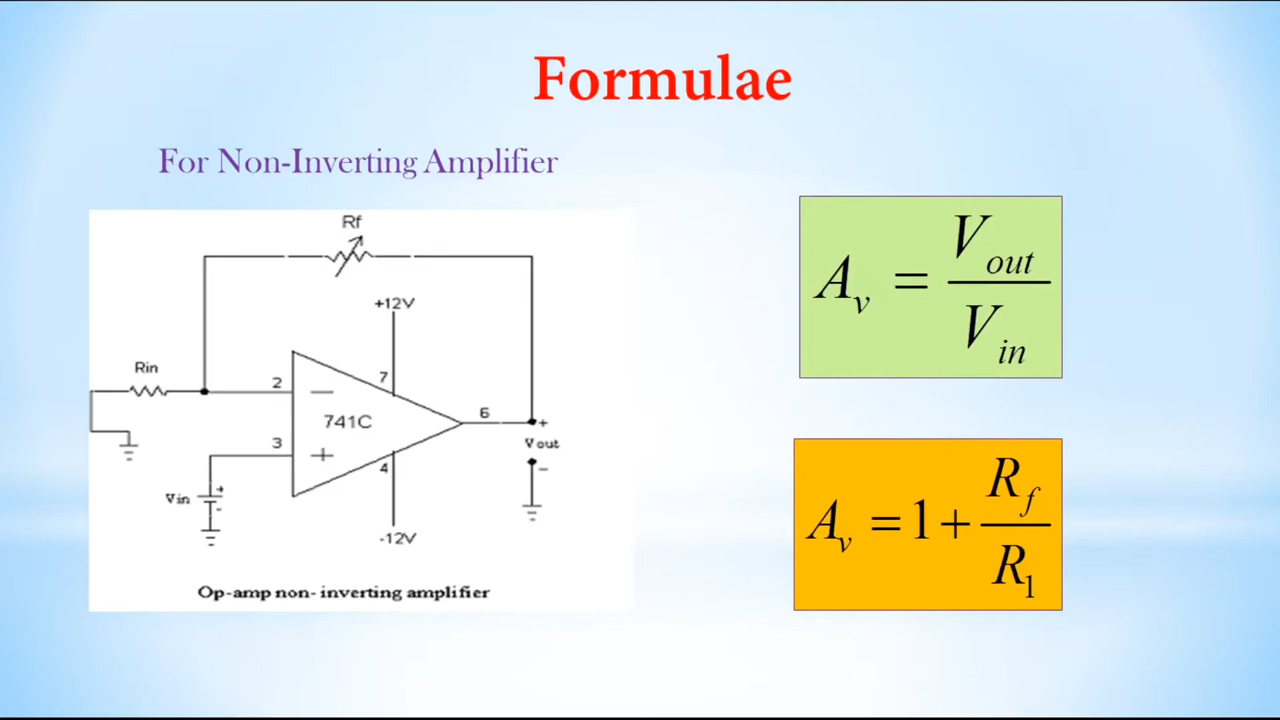 Formulae
For Non-Inverting Amplifier
Rf
+12V
Rin
2
7
741C
6
+
Vout
−
3
4
Vin
+
-
-12V
Op-amp non- inverting amplifier
A_v = V_out / V_in
A_v = 1 + R_f / R_1